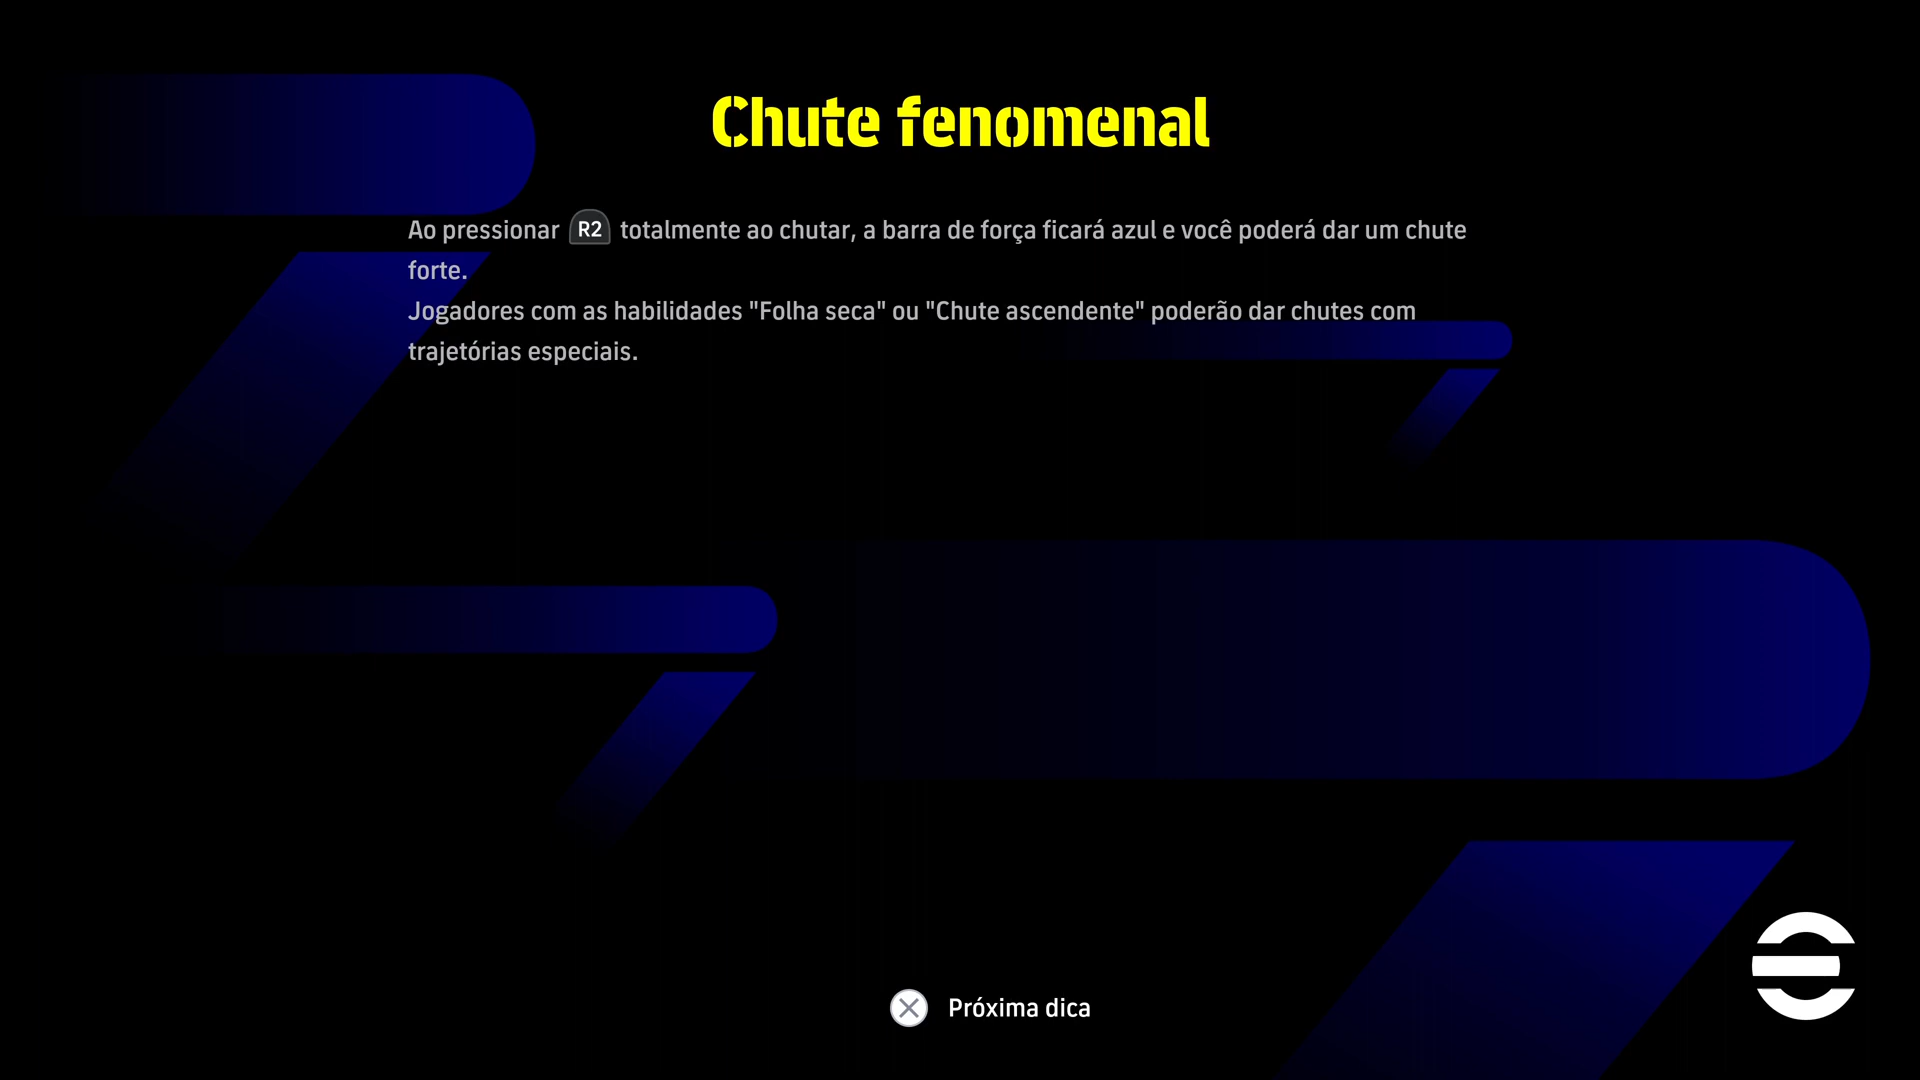 Chute fenomenal
Ao pressionar R2 totalmente ao chutar, a barra de força ficará azul e você poderá dar um chute
forte.
Jogadores com as habilidades "Folha seca" ou "Chute ascendente" poderão dar chutes com
trajetórias especiais.
Próxima dica